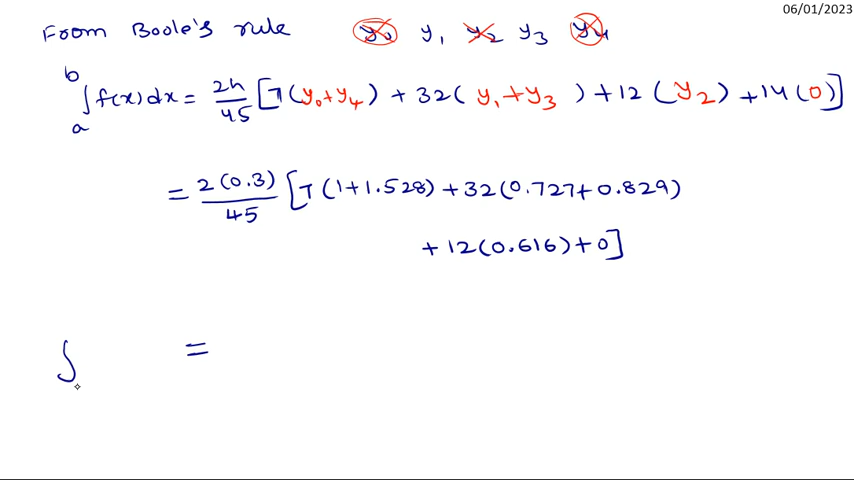 06/01/2023
From Boole's rule y₀ y₁ y₂ y₃ y₄
∫ₐᵇ f(x)dx = 2h/45 [7(y₀+y₄) + 32(y₁+y₃) + 12(y₂) + 14(0)]
= 2(0.3)/45 [7(1+1.528) + 32(0.727+0.829)
+ 12(0.616) + 0]
∫ =